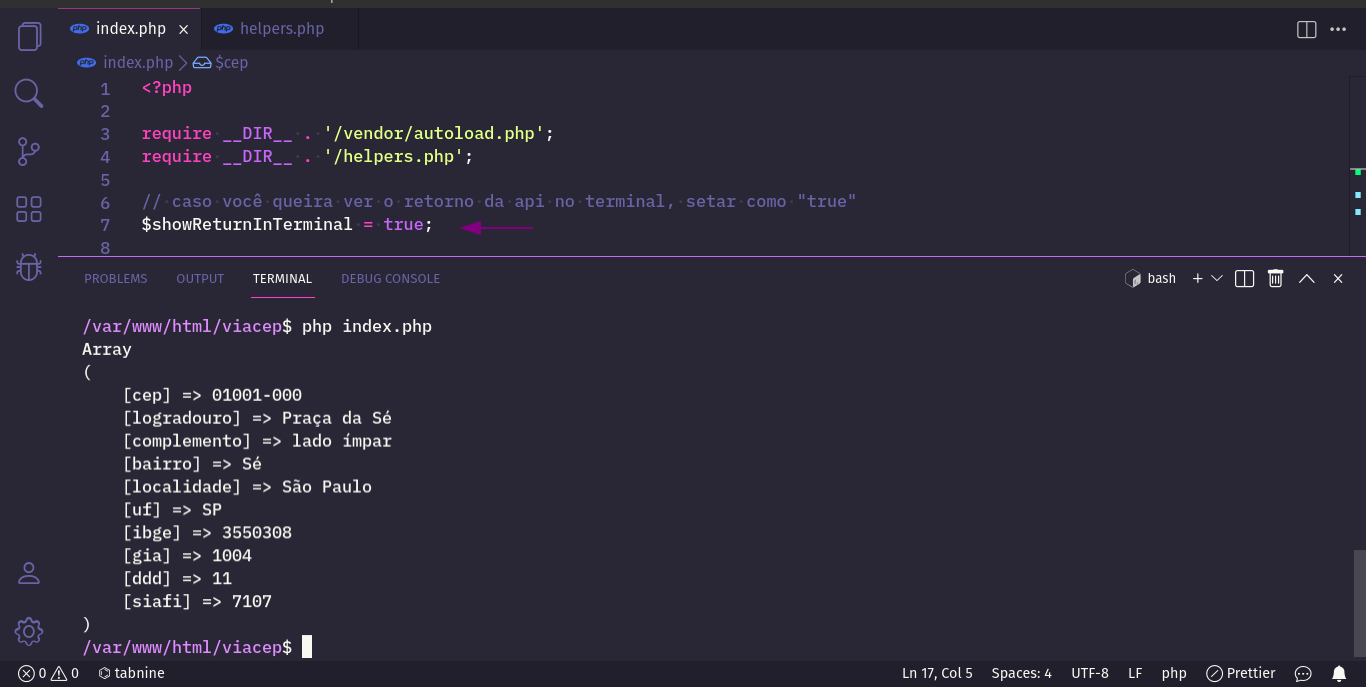 index.php
helpers.php
index.php $cep
1 <?php
2
3 require __DIR__ . '/vendor/autoload.php';
4 require __DIR__ . '/helpers.php';
5
6 // caso você queira ver o retorno da api no terminal, setar como "true"
7 $showReturnInTerminal = true;
8
PROBLEMS OUTPUT TERMINAL DEBUG CONSOLE bash
/var/www/html/viacep$ php index.php
Array
(
[cep] => 01001-000
[logradouro] => Praça da Sé
[complemento] => lado ímpar
[bairro] => Sé
[localidade] => São Paulo
[uf] => SP
[ibge] => 3550308
[gia] => 1004
[ddd] => 11
[siafi] => 7107
)
/var/www/html/viacep$
0 0 tabnine Ln 17, Col 5 Spaces: 4 UTF-8 LF php Prettier